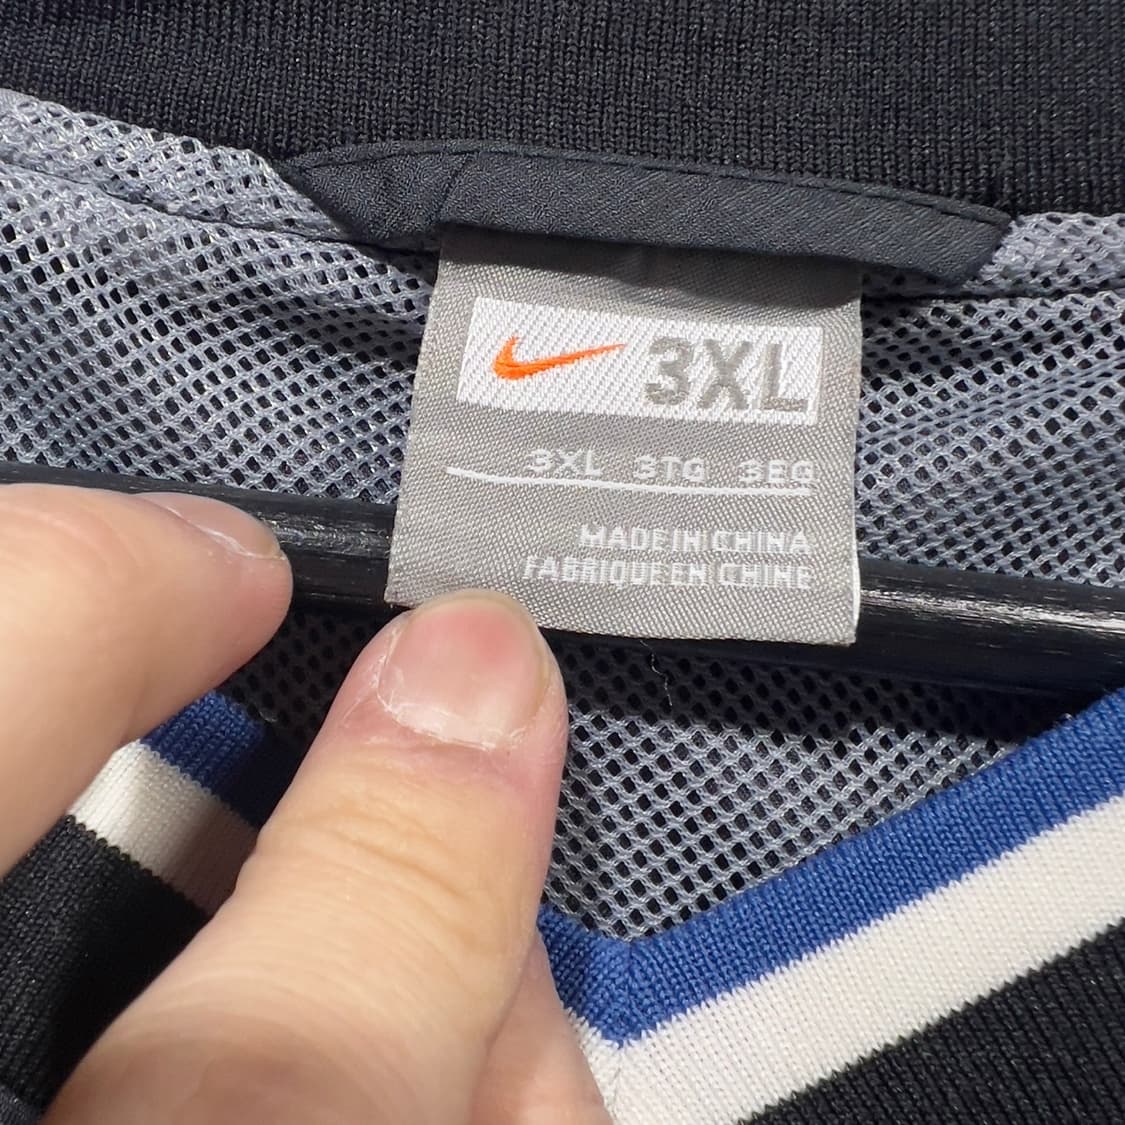 3XL
3XL 3TG 3EG
MADE IN CHINA
FABRIQUE EN CHINE